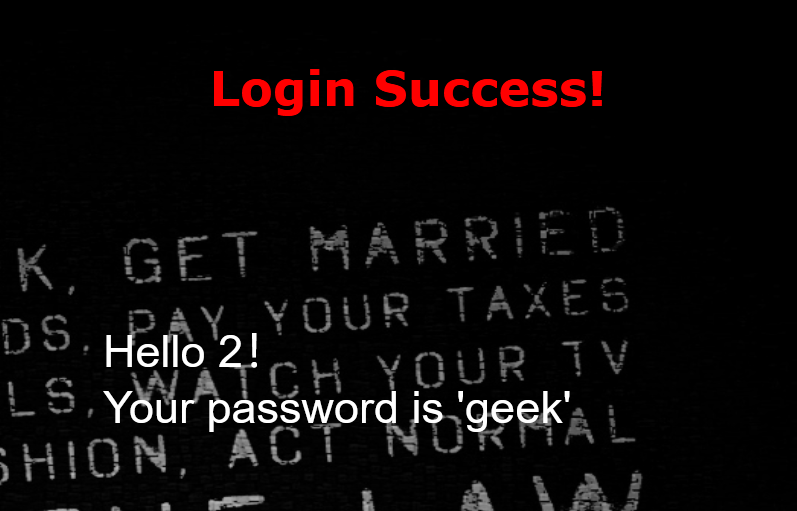 Login Success!
K, GET MARRIED
DS, PAY YOUR TAXES
Hello 2!
LS, WATCH YOUR TV
Your password is 'geek'
SHION, ACT NORMAL
LAW